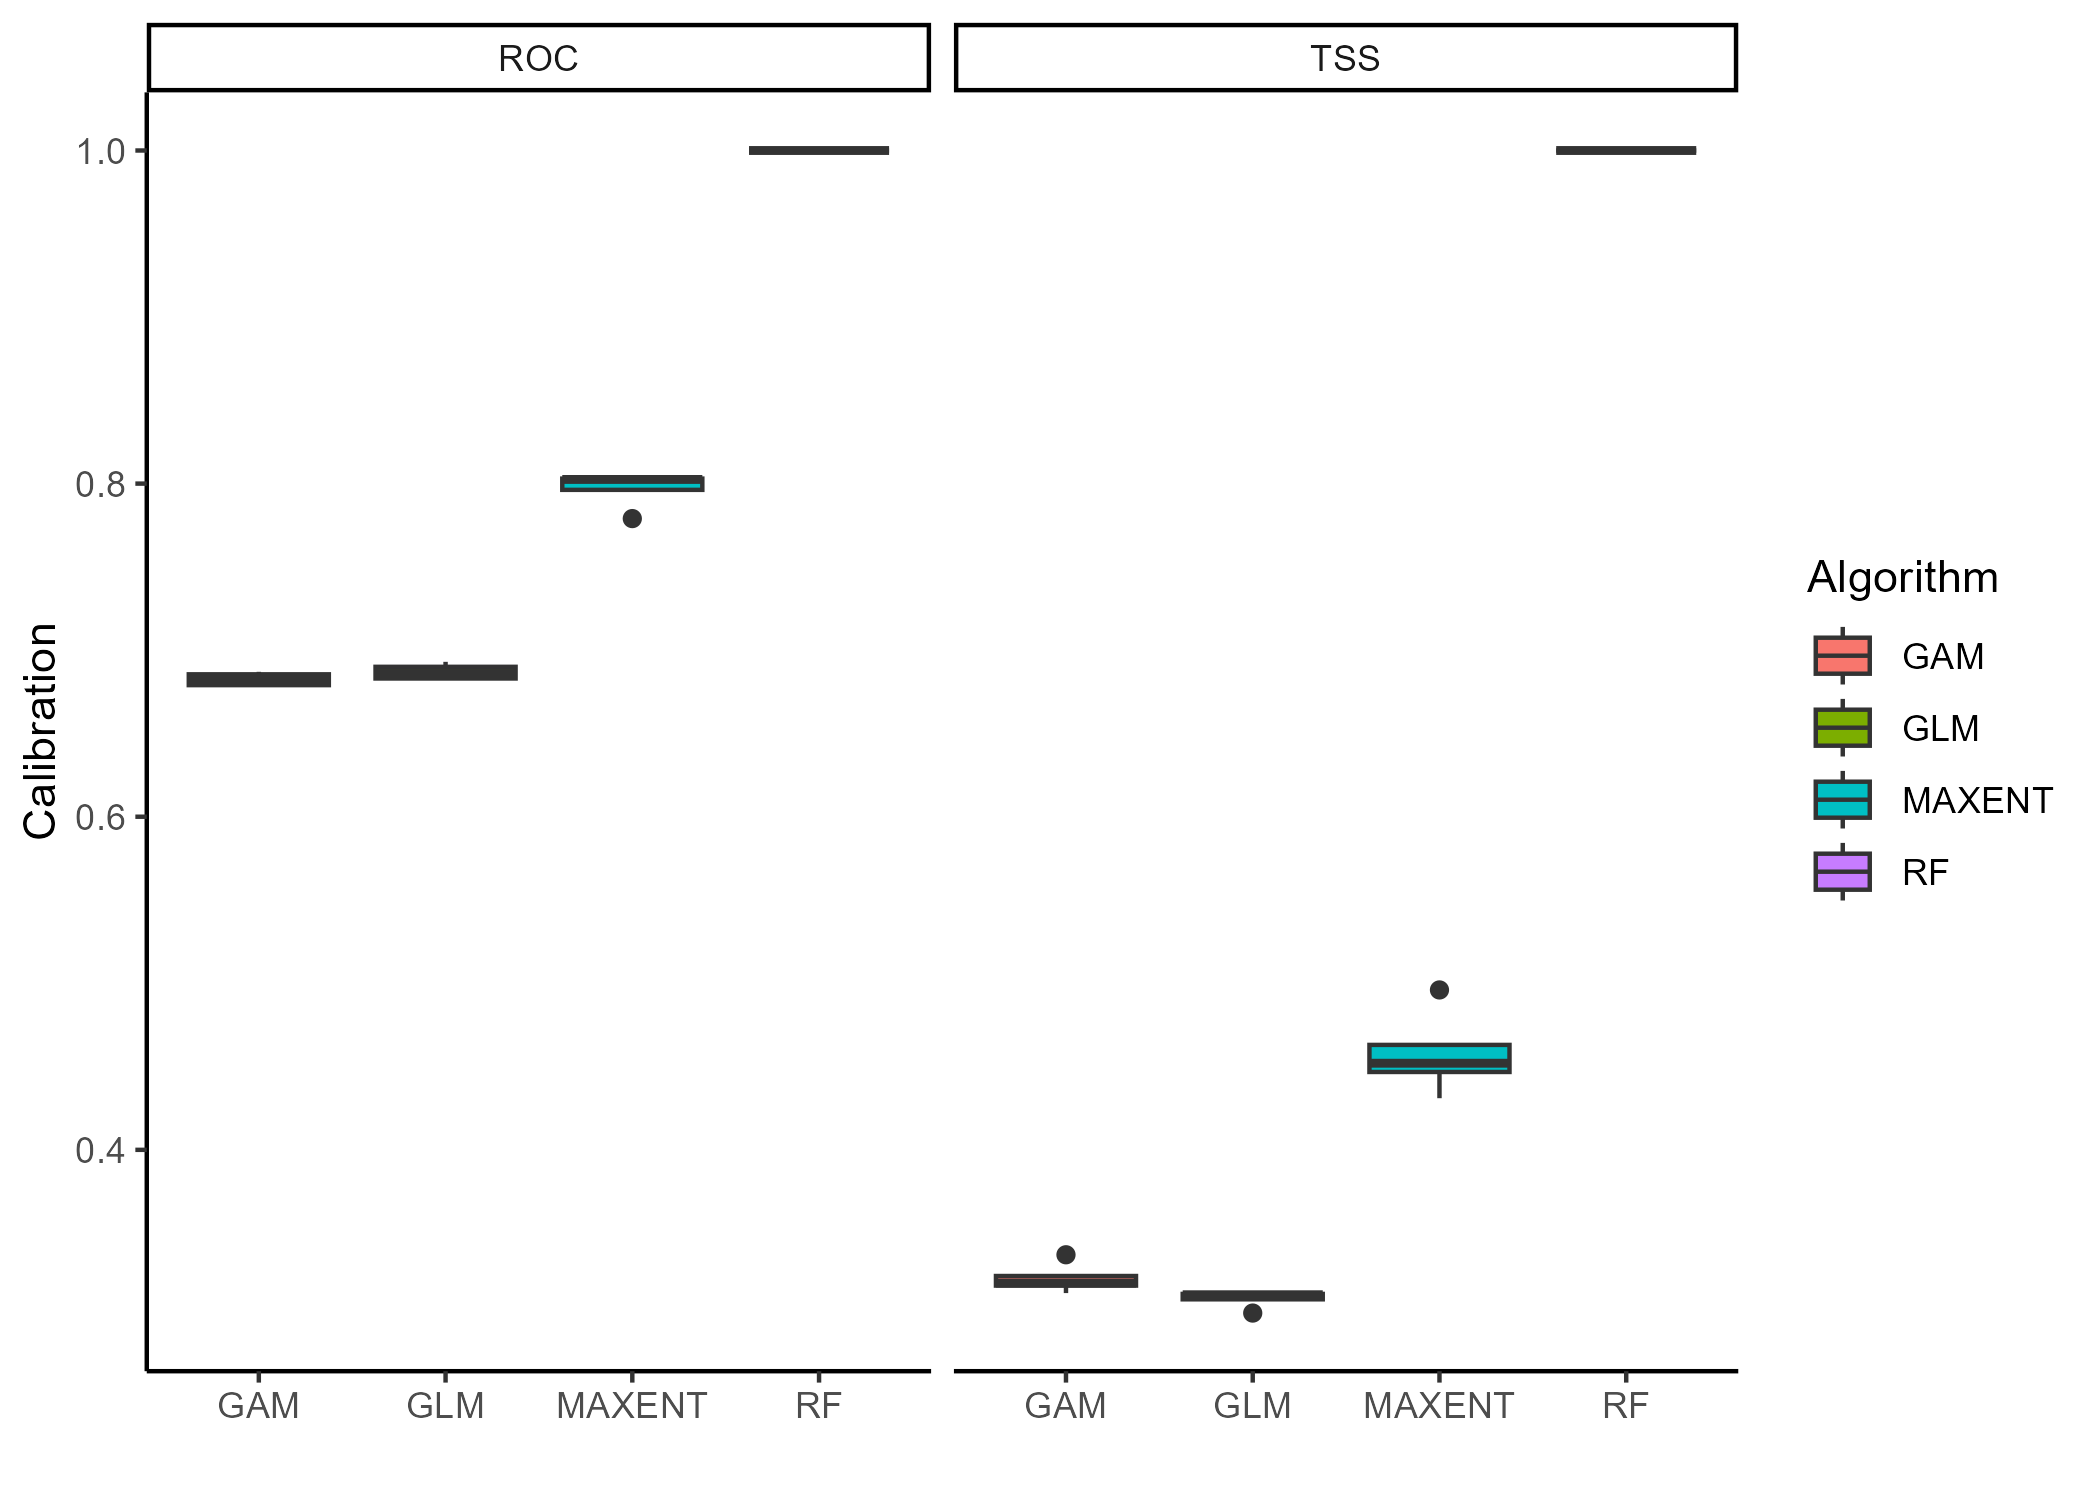 ROC
TSS
Calibration
1.0
0.8
0.6
0.4
GAM
GLM
MAXENT
RF
GAM
GLM
MAXENT
RF
Algorithm
GAM
GLM
MAXENT
RF